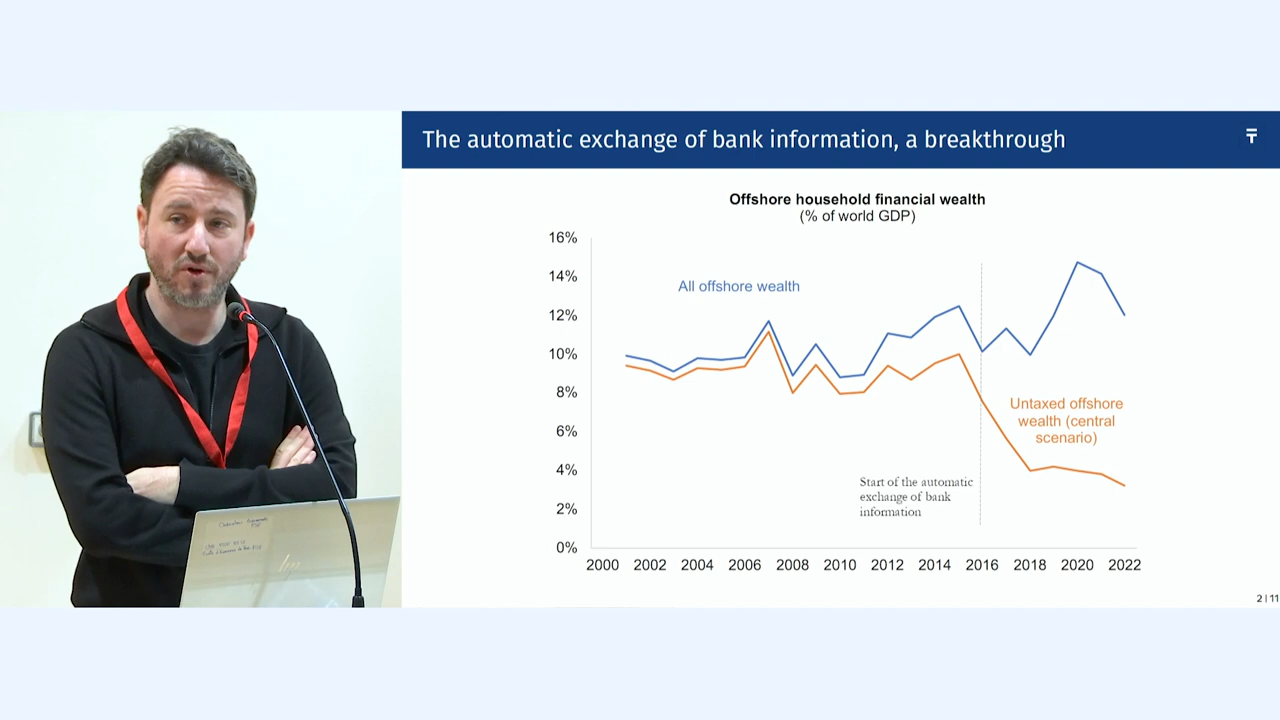 The automatic exchange of bank information, a breakthrough
Offshore household financial wealth
(% of world GDP)
16%
14%
12%
10%
8%
6%
4%
2%
0%
All offshore wealth
Untaxed offshore
wealth (central
scenario)
Start of the automatic
exchange of bank
information
2000 2002 2004 2006 2008 2010 2012 2014 2016 2018 2020 2022
2 | 11